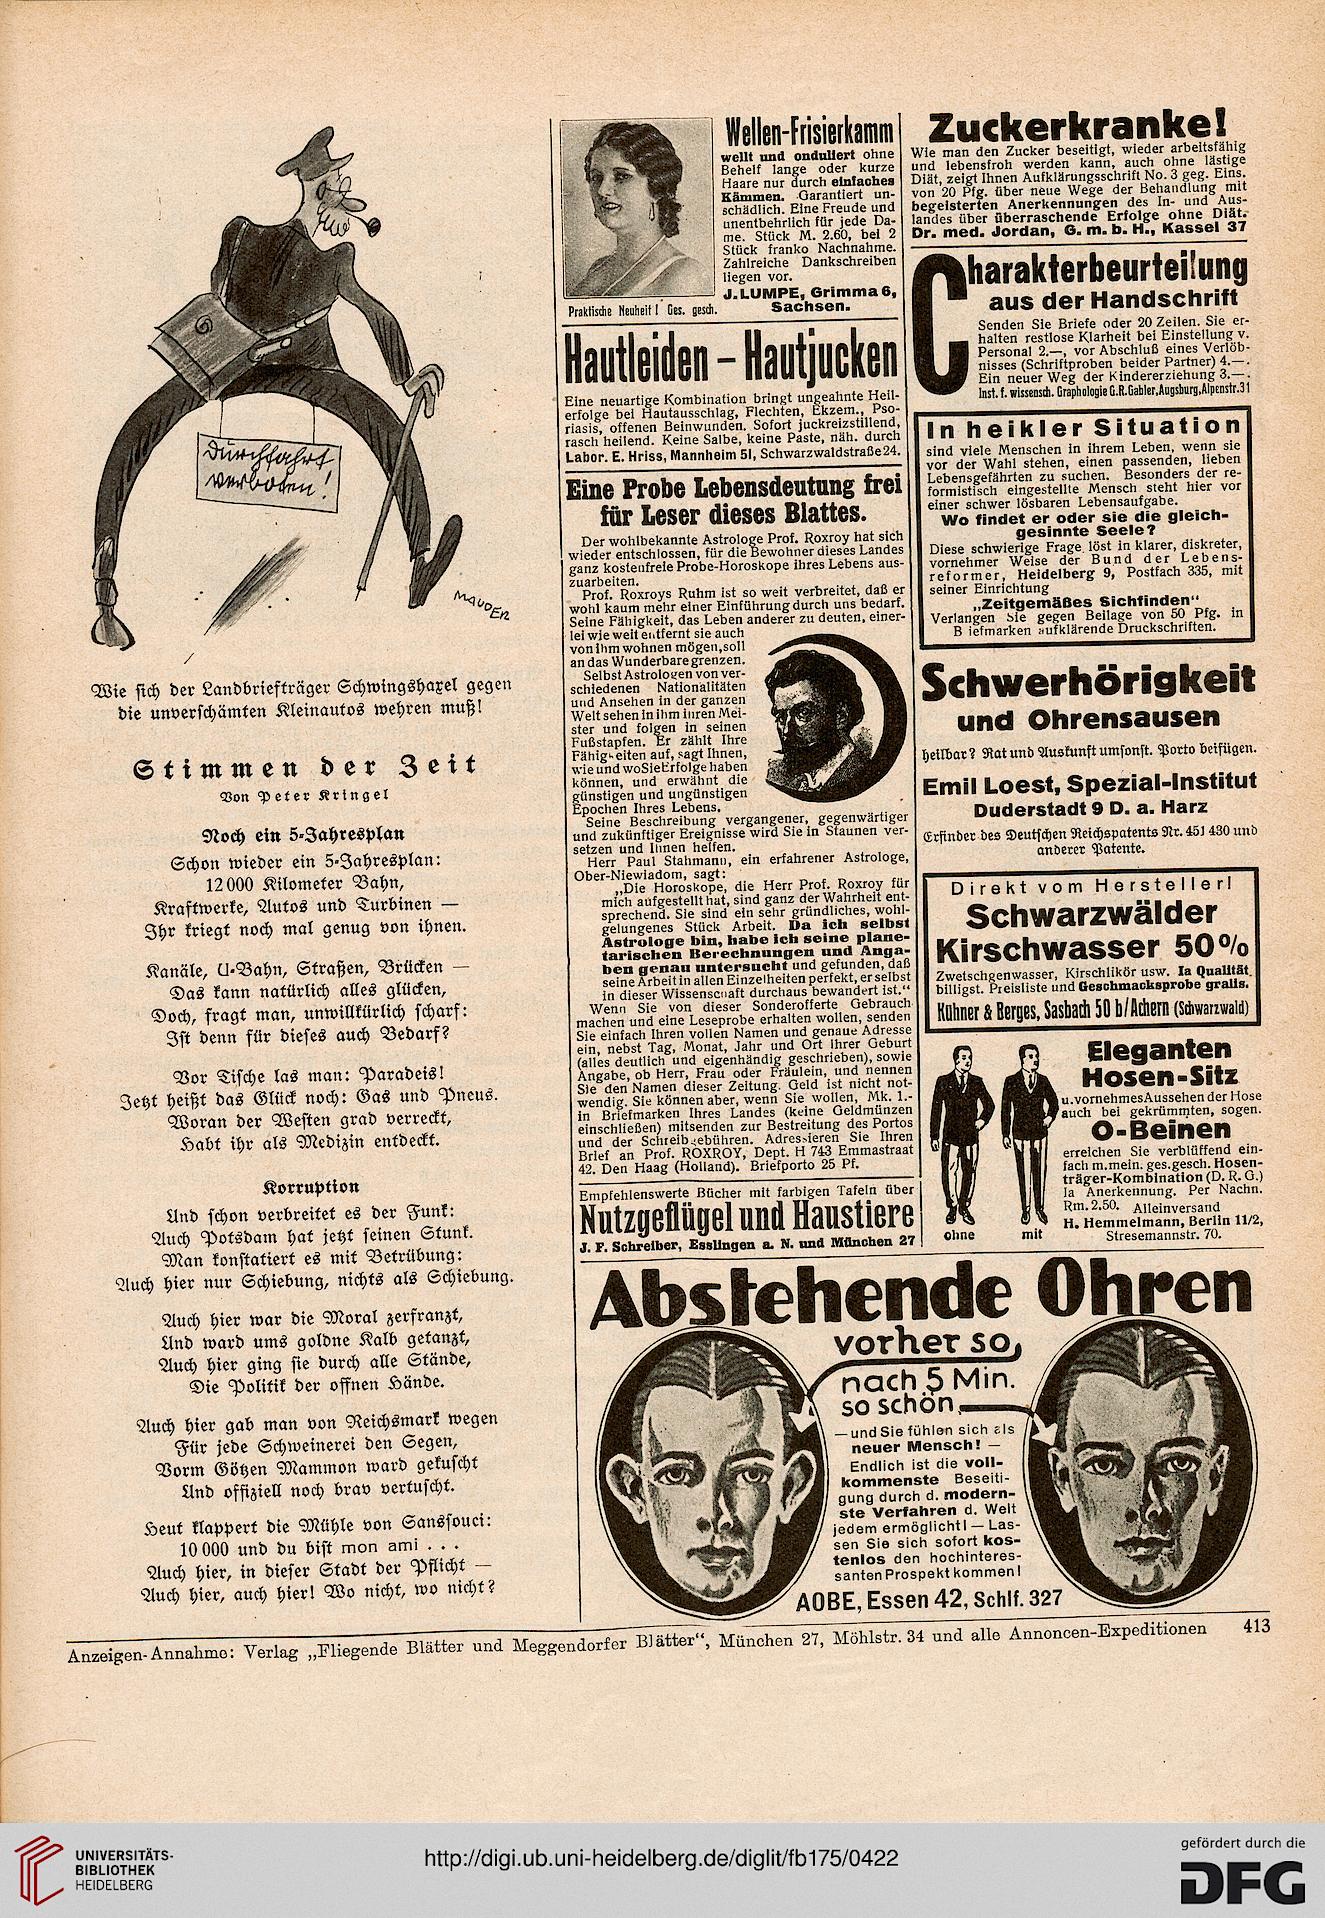 Durchfahrt
verboten!
MAUDER
Wie sich der Landbriefträger Schwingshaxel gegen
die unverschämten Kleinautos wehren muß!
Stimmen der Zeit
Von Peter Kringel
Noch ein 5-Jahresplan
Schon wieder ein 5-Jahresplan:
12 000 Kilometer Bahn,
Kraftwerke, Autos und Turbinen —
Ihr kriegt noch mal genug von ihnen.
Kanäle, U-Bahn, Straßen, Brücken —
Das kann natürlich alles glücken,
Doch, fragt man, unwillkürlich scharf:
Ist denn für dieses auch Bedarf?
Vor Tische las man: Paradeis!
Jetzt heißt das Glück noch: Gas und Pneus.
Woran der Westen grad verreckt,
Habt ihr als Medizin entdeckt.
Korruption
Und schon verbreitet es der Funk:
Auch Potsdam hat jetzt seinen Stunk.
Man konstatiert es mit Betrübung:
Auch hier nur Schiebung, nichts als Schiebung.
Auch hier war die Moral zerfranzt,
Und ward ums goldne Kalb getanzt,
Auch hier ging sie durch alle Stände,
Die Politik der offnen Hände.
Auch hier gab man von Reichsmark wegen
Für jede Schweinerei den Segen,
Vorm Götzen Mammon ward gekuscht
Und offiziell noch brav vertuscht.
Heut klappert die Mühle von Sanssouci:
10 000 und du bist mon ami . . .
Auch hier, in dieser Stadt der Pflicht —
Auch hier, auch hier! Wo nicht, wo nicht?
Praktische Neuheit! Ges. gesch.
Wellen-Frisierkamm
wellt und onduliert ohne
Behelf lange oder kurze
Haare nur durch einfaches
Kämmen. Garantiert un-
schädlich. Eine Freude und
unentbehrlich für jede Da-
me. Stück M. 2.60, bei 2
Stück franko Nachnahme.
Zahlreiche Dankschreiben
liegen vor.
J. LUMPE, Grimma 6,
Sachsen.
Hautleiden – Hautjucken
Eine neuartige Kombination bringt ungeahnte Heil-
erfolge bei Hautausschlag, Flechten, Ekzem., Pso-
riasis, offenen Beinwunden. Sofort juckreizstillend,
rasch heilend. Keine Salbe, keine Paste, näh. durch
Labor. E. Hriss, Mannheim 51, Schwarzwaldstraße 24.
Eine Probe Lebensdeutung frei
für Leser dieses Blattes.
Der wohlbekannte Astrologe Prof. Roxroy hat sich
wieder entschlossen, für die Bewohner dieses Landes
ganz kostenfreie Probe-Horoskope ihres Lebens aus-
zuarbeiten.
Prof. Roxroys Ruhm ist so weit verbreitet, daß er
wohl kaum mehr einer Einführung durch uns bedarf.
Seine Fähigkeit, das Leben anderer zu deuten, einer-
lei wie weit entfernt sie auch
von ihm wohnen mögen, soll
an das Wunderbare grenzen.
Selbst Astrologen von ver-
schiedenen Nationalitäten
und Ansehen in der ganzen
Welt sehen in ihm ihren Mei-
ster und folgen in seinen
Fußstapfen. Er zählt Ihre
Fähigkeiten auf, sagt Ihnen,
wie und wo Sie Erfolge haben
können, und erwähnt die
günstigen und ungünstigen
Epochen Ihres Lebens.
Seine Beschreibung vergangener, gegenwärtiger
und zukünftiger Ereignisse wird Sie in Staunen ver-
setzen und Ihnen helfen.
Herr Paul Stahmann, ein erfahrener Astrologe,
Ober-Niewiadom, sagt:
„Die Horoskope, die Herr Prof. Roxroy für
mich aufgestellt hat, sind ganz der Wahrheit ent-
sprechend. Sie sind ein sehr gründliches, wohl-
gelungenes Stück Arbeit. Da ich selbst
Astrologe bin, habe ich seine plane-
tarischen Berechnungen und Anga-
ben genau untersucht und gefunden, daß
seine Arbeit in allen Einzelheiten perfekt, er selbst
in dieser Wissenschaft durchaus bewandert ist.“
Wenn Sie von dieser Sonderofferte Gebrauch
machen und eine Leseprobe erhalten wollen, senden
Sie einfach Ihren vollen Namen und genaue Adresse
ein, nebst Tag, Monat, Jahr und Ort Ihrer Geburt
(alles deutlich und eigenhändig geschrieben), sowie
Angabe, ob Herr, Frau oder Fräulein, und nennen
Sie den Namen dieser Zeitung. Geld ist nicht not-
wendig. Sie können aber, wenn Sie wollen, Mk. 1.-
in Briefmarken Ihres Landes (keine Geldmünzen
einschließen) mitsenden zur Bestreitung des Portos
und der Schreibgebühren. Adressieren Sie Ihren
Brief an Prof. ROXROY, Dept. H 743 Emmastraat
42. Den Haag (Holland). Briefporto 25 Pf.
Empfehlenswerte Bücher mit farbigen Tafeln über
Nutzgeflügel und Haustiere
J. F. Schreiber, Esslingen a. N. und München 27
Zuckerkranke!
Wie man den Zucker beseitigt, wieder arbeitsfähig
und lebensfroh werden kann, auch ohne lästige
Diät, zeigt Ihnen Aufklärungsschrift No. 3 geg. Eins.
von 20 Pfg. über neue Wege der Behandlung mit
begeisterten Anerkennungen des In- und Aus-
landes über überraschende Erfolge ohne Diät.
Dr. med. Jordan, G. m. b. H., Kassel 37
Charakterbeurteilung
aus der Handschrift
Senden Sie Briefe oder 20 Zeilen. Sie er-
halten restlose Klarheit bei Einstellung v.
Personal 2.—, vor Abschluß eines Verlöb-
nisses (Schriftproben beider Partner) 4.—.
Ein neuer Weg der Kindererziehung 3.—.
Inst. f. wissensch. Graphologie G.R.Gabler, Augsburg, Alpenstr. 31
In heikler Situation
sind viele Menschen in ihrem Leben, wenn sie
vor der Wahl stehen, einen passenden, lieben
Lebensgefährten zu suchen. Besonders der re-
formistisch eingestellte Mensch steht hier vor
einer schwer lösbaren Lebensaufgabe.
Wo findet er oder sie die gleich-
gesinnte Seele?
Diese schwierige Frage löst in klarer, diskreter,
vornehmer Weise der Bund der Lebens-
reformer, Heidelberg 9, Postfach 335, mit
seiner Einrichtung
„Zeitgemäßes Sichfinden“
Verlangen Sie gegen Beilage von 50 Pfg. in
B iefmarken aufklärende Druckschriften.
Schwerhörigkeit
und Ohrensausen
heilbar? Rat und Auskunft umsonst. Porto beifügen.
Emil Loest, Spezial-Institut
Duderstadt 9 D. a. Harz
Erfinder des Deutschen Reichspatents Nr. 451 430 und
anderer Patente.
Direkt vom Hersteller!
Schwarzwälder
Kirschwasser 50%
Zwetschgenwasser, Kirschlikör usw. Ia Qualität
billigst. Preisliste und Geschmacksprobe gratis.
Kühner & Berges, Sasbach 50 b/Achern (Schwarzwald)
ohne
mit
Eleganten
Hosen-Sitz
u. vornehmes Aussehen der Hose
auch bei gekrümmten, sogen.
O-Beinen
erreichen Sie verblüffend ein-
fach m. mein. ges. gesch. Hosen-
träger-Kombination (D. R. G.)
Ia Anerkennung. Per Nachn.
Rm. 2.50. Alleinversand
H. Hemmelmann, Berlin 11/2,
Stresemannstr. 70.
Abstehende Ohren
vorher so,
nach 5 Min.
so schön,
— und Sie fühlen sich als
neuer Mensch! —
Endlich ist die voll-
kommenste Beseiti-
gung durch d. modern-
ste Verfahren d. Welt
jedem ermöglicht! — Las-
sen Sie sich sofort kos-
tenlos den hochinteres-
santen Prospekt kommen!
AOBE, Essen 42, Schlf. 327
Anzeigen-Annahme: Verlag „Fliegende Blätter und Meggendorfer Blätter“, München 27, Möhlstr. 34 und alle Annoncen-Expeditionen
413
UNIVERSITÄTS-
BIBLIOTHEK
HEIDELBERG
http://digi.ub.uni-heidelberg.de/diglit/fb175/0422
gefördert durch die
DFG